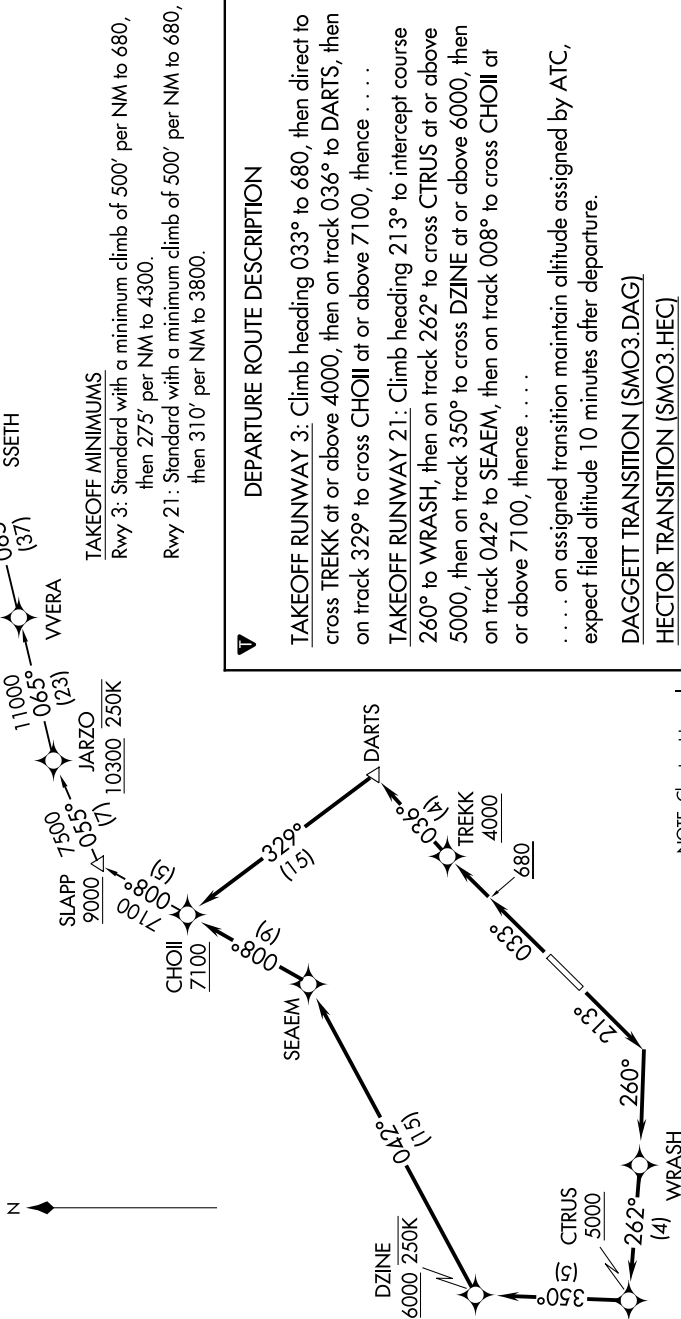 SSETH
(37)
VVERA
11000
065°
(23)
JARZO
10300 250K
7500
055°
(7)
SLAPP
9000
7100
008°
(5)
CHOII
7100
329°
(15)
DARTS
008°
(9)
SEAEM
036°
(4)
TREKK
4000
680
033°
213°
260°
WRASH
262°
(4)
CTRUS
5000
350°
(5)
DZINE
6000 250K
042°
(15)
N
TAKEOFF MINIMUMS
Rwy 3: Standard with a minimum climb of 500' per NM to 680,
then 275' per NM to 4300.
Rwy 21: Standard with a minimum climb of 500' per NM to 680,
then 310' per NM to 3800.
T
DEPARTURE ROUTE DESCRIPTION
TAKEOFF RUNWAY 3: Climb heading 033° to 680, then direct to
cross TREKK at or above 4000, then on track 036° to DARTS, then
on track 329° to cross CHOII at or above 7100, thence . . . .
TAKEOFF RUNWAY 21: Climb heading 213° to intercept course
260° to WRASH, then on track 262° to cross CTRUS at or above
5000, then on track 350° to cross DZINE at or above 6000, then
on track 042° to SEAEM, then on track 008° to cross CHOII at
or above 7100, thence . . . .
. . . . on assigned transition maintain altitude assigned by ATC,
expect filed altitude 10 minutes after departure.
DAGGETT TRANSITION (SMO3.DAG)
HECTOR TRANSITION (SMO3.HEC)